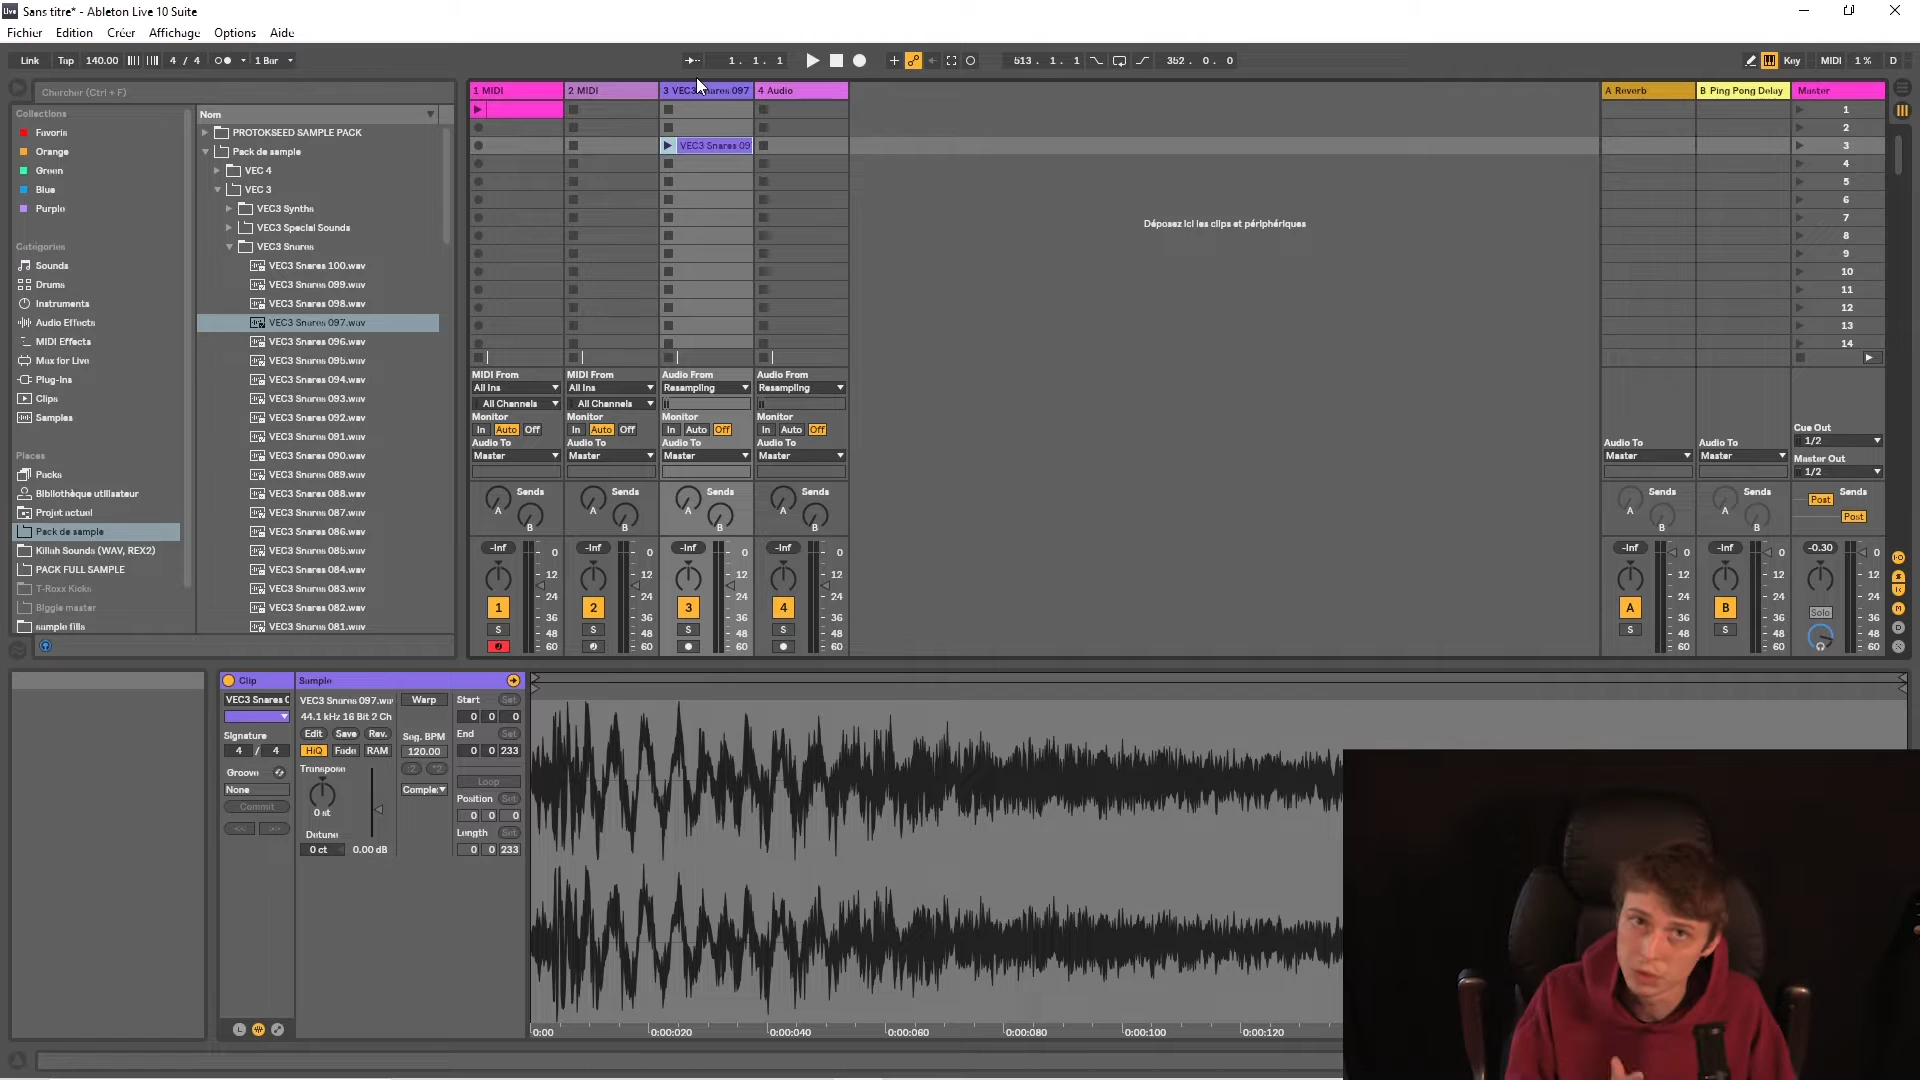 Sans titre* - Ableton Live 10 Suite
Fichier Edition Créer Affichage Options Aide
Link Tap 140.00 4 / 4 1 Bar
1. 1. 1
513. 1. 1
352. 0. 0
Key MIDI 1 % D
Chercher (Ctrl + F)
Collections
Favoris
Orange
Green
Blue
Purple
Catégories
Sounds
Drums
Instruments
Audio Effects
MIDI Effects
Max for Live
Plug-Ins
Clips
Samples
Places
Packs
Bibliothèque utilisateur
Projet actuel
Pack de sample
Killah Sounds (WAV, REX2)
PACK FULL SAMPLE
T-Roxx Kicks
Biggie master
sample fills
Nom
PROTOKSEED SAMPLE PACK
Pack de sample
VEC 4
VEC 3
VEC3 Synths
VEC3 Special Sounds
VEC3 Snares
VEC3 Snares 100.wav
VEC3 Snares 099.wav
VEC3 Snares 098.wav
VEC3 Snares 097.wav
VEC3 Snares 096.wav
VEC3 Snares 095.wav
VEC3 Snares 094.wav
VEC3 Snares 093.wav
VEC3 Snares 092.wav
VEC3 Snares 091.wav
VEC3 Snares 090.wav
VEC3 Snares 089.wav
VEC3 Snares 088.wav
VEC3 Snares 087.wav
VEC3 Snares 086.wav
VEC3 Snares 085.wav
VEC3 Snares 084.wav
VEC3 Snares 083.wav
VEC3 Snares 082.wav
VEC3 Snares 081.wav
1 MIDI 2 MIDI 3 VEC3 Snares 097 4 Audio
VEC3 Snares 09
Déposez ici les clips et périphériques
A Reverb B Ping Pong Delay Master
1
2
3
4
5
6
7
8
9
10
11
12
13
14
MIDI From MIDI From Audio From Audio From
All Ins All Ins Resampling Resampling
All Channels All Channels
Monitor Monitor Monitor Monitor
In Auto Off In Auto Off In Auto Off In Auto Off
Audio To Audio To Audio To Audio To
Master Master Master Master
Sends Sends Sends Sends
A A A A
B B B B
-Inf 0 -Inf 0 -Inf 0 -Inf 0
12 12 12 12
24 24 24 24
1 2 3 4
36 36 36 36
S S S S
48 48 48 48
60 60 60 60
Cue Out
1/2
Audio To Audio To Master Out
Master Master 1/2
Sends Sends Post Sends
A A Post
B B
-Inf 0 -Inf 0 -0.30 0
12 12 12
24 24 24
A B Solo
36 36 36
S S
48 48 48
60 60 60
Clip
VEC3 Snares 0
Signature
4 / 4
Groove
None
Commit
<< >>
Sample
VEC3 Snares 097.wa
44.1 kHz 16 Bit 2 Ch
Edit Save Rev.
HiQ Fade RAM
Transpose
0 st
Detune
0 ct 0.00 dB
Warp
Seg. BPM
120.00
:2 *2
Comple
Start Set
0 0 0
End Set
0 0 233
Loop
Position Set
0 0 0
Length Set
0 0 233
0:00 0:00:020 0:00:040 0:00:060 0:00:080 0:00:100 0:00:120